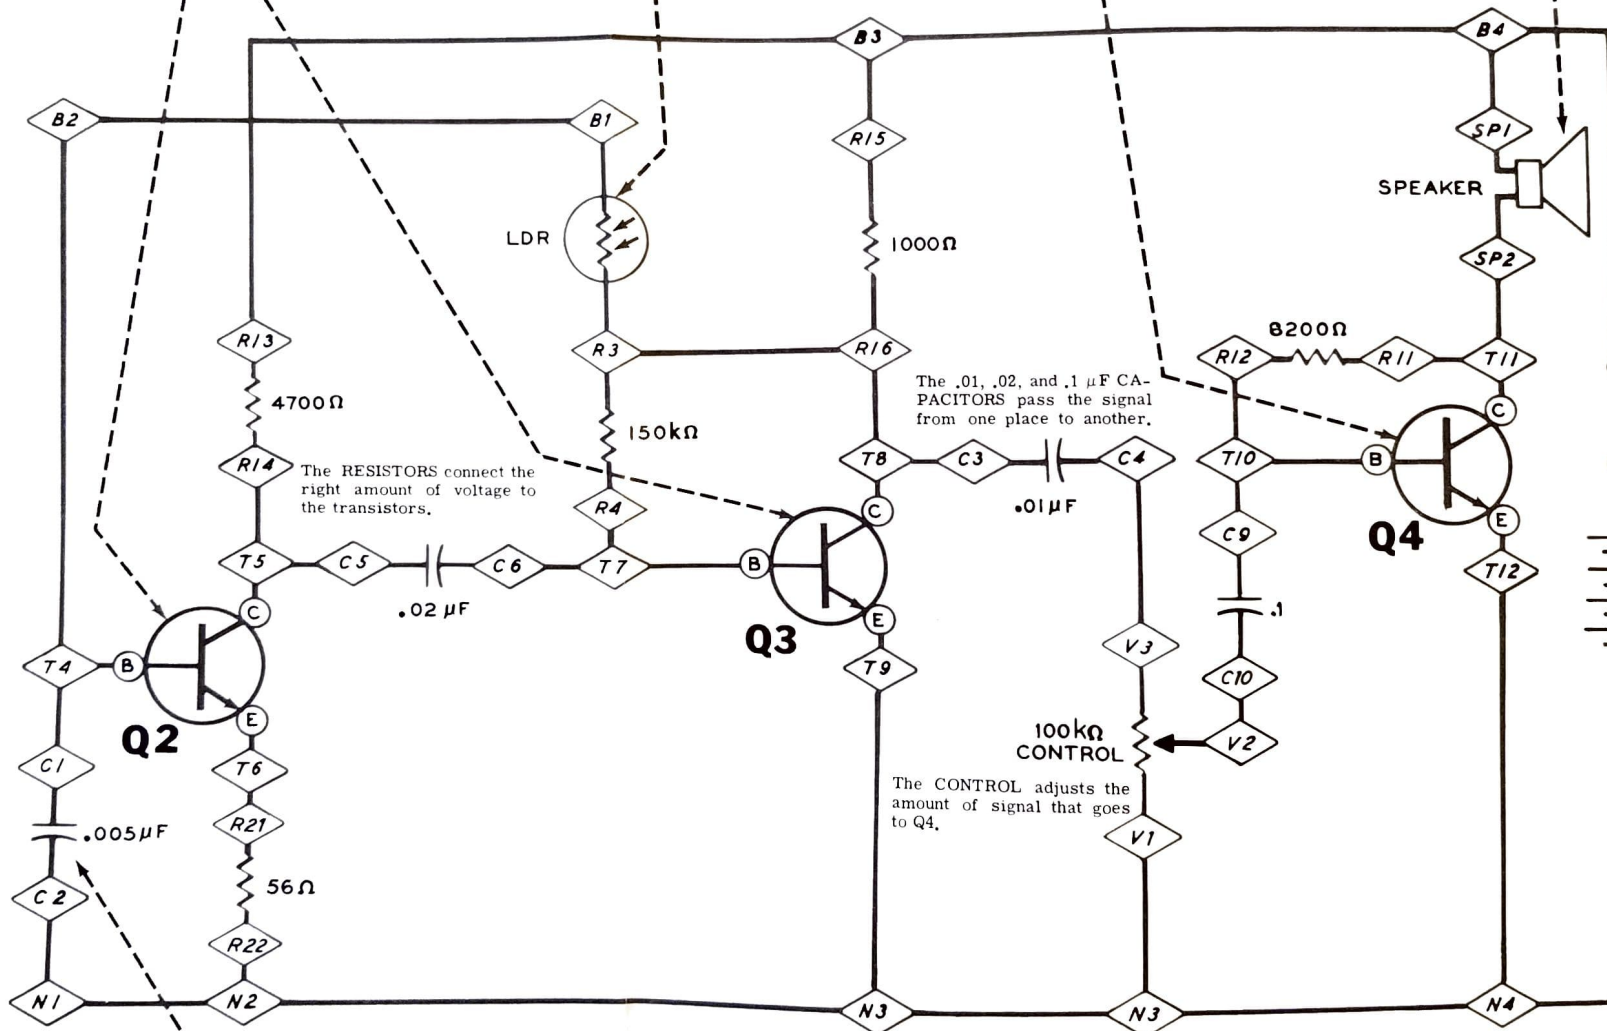 B3
B4
B2
B1
R15
SP1
SPEAKER
LDR
1000Ω
SP2
R13
R3
R16
8200Ω
R12
R11
T11
4700Ω
The .01, .02, and .1 μF CA-
PACITORS pass the signal
from one place to another.
C
150kΩ
R14
The RESISTORS connect the
right amount of voltage to
the transistors.
T8
C3
C4
T10
B
.01μF
R4
C
Q4
E
C9
T5
C5
C6
T7
B
T12
.02μF
C
.1
E
Q3
V3
T4
B
T9
C10
E
Q2
100kΩ
CONTROL
V2
C1
T6
The CONTROL adjusts the
amount of signal that goes
to Q4.
R21
.005μF
V1
56Ω
C2
R22
N1
N2
N3
N3
N4